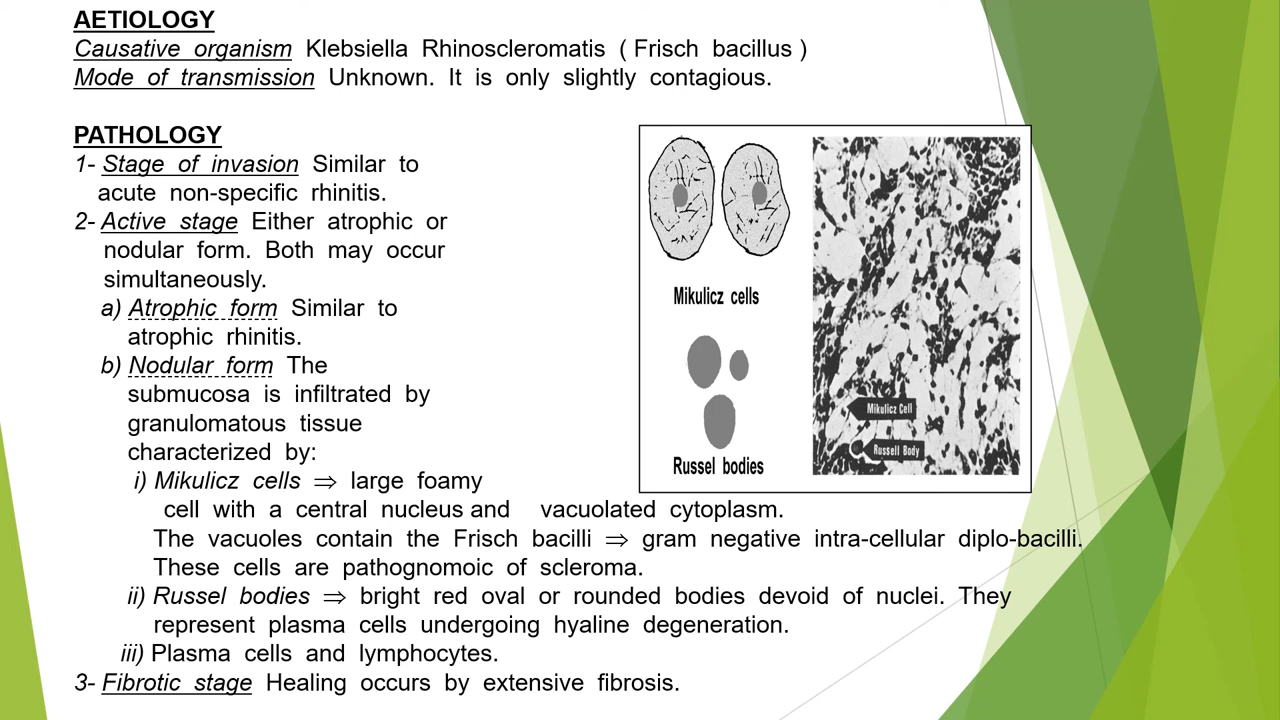 AETIOLOGY
Causative organism Klebsiella Rhinoscleromatis ( Frisch bacillus )
Mode of transmission Unknown. It is only slightly contagious.
PATHOLOGY
1- Stage of invasion Similar to
acute non-specific rhinitis.
2- Active stage Either atrophic or
nodular form. Both may occur
simultaneously.
a) Atrophic form Similar to
atrophic rhinitis.
b) Nodular form The
submucosa is infiltrated by
granulomatous tissue
characterized by:
i) Mikulicz cells ⇒ large foamy
cell with a central nucleus and vacuolated cytoplasm.
The vacuoles contain the Frisch bacilli ⇒ gram negative intra-cellular diplo-bacilli.
These cells are pathognomoic of scleroma.
ii) Russel bodies ⇒ bright red oval or rounded bodies devoid of nuclei. They
represent plasma cells undergoing hyaline degeneration.
iii) Plasma cells and lymphocytes.
3- Fibrotic stage Healing occurs by extensive fibrosis.
Mikulicz cells
Russel bodies
Mikulicz Cell
Russell Body